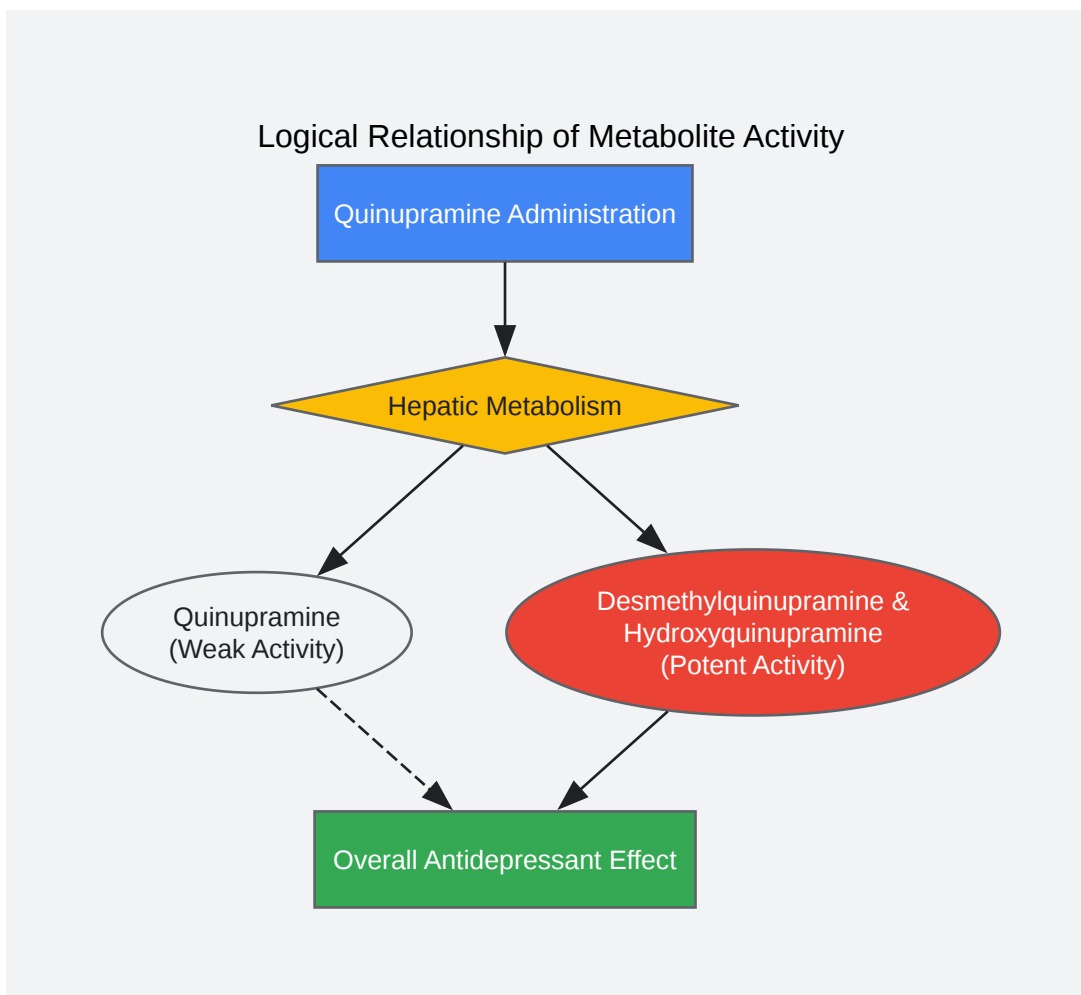 Logical Relationship of Metabolite Activity
Quinupramine Administration
Hepatic Metabolism
Quinupramine
(Weak Activity)
Desmethylquinupramine &
Hydroxyquinupramine
(Potent Activity)
Overall Antidepressant Effect